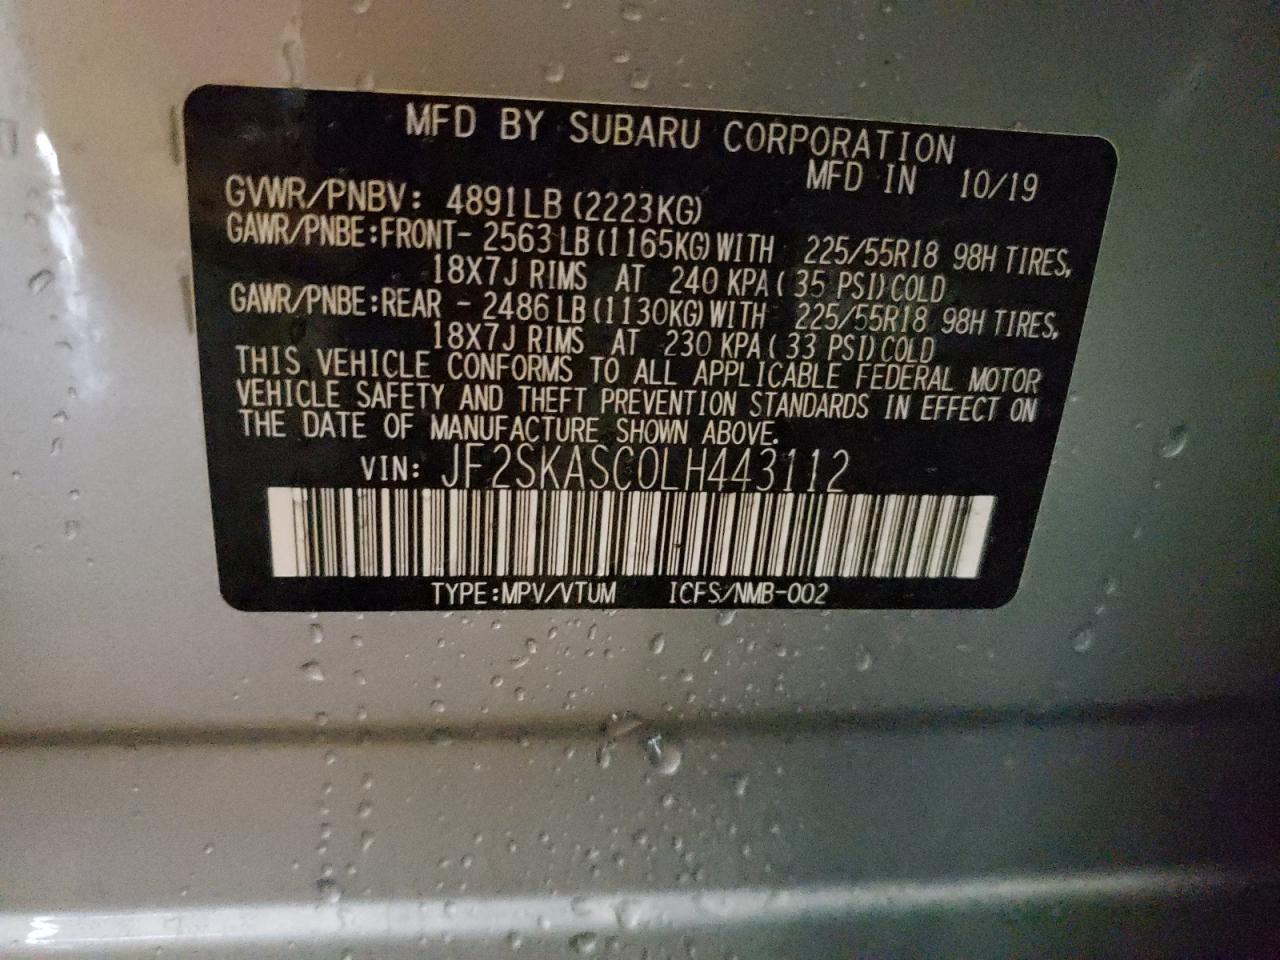 MFD BY SUBARU CORPORATION
MFD IN 10/19
GVWR/PNBV: 4891LB (2223KG)
GAWR/PNBE:FRONT- 2563 LB (1165KG) WITH 225/55R18 98H TIRES,
18X7J RIMS AT 240 KPA ( 35 PSI) COLD
GAWR/PNBE:REAR - 2486 LB (1130KG) WITH 225/55R18 98H TIRES,
18X7J RIMS AT 230 KPA ( 33 PSI) COLD
THIS VEHICLE CONFORMS TO ALL APPLICABLE FEDERAL MOTOR
VEHICLE SAFETY AND THEFT PREVENTION STANDARDS IN EFFECT ON
THE DATE OF MANUFACTURE SHOWN ABOVE.
VIN: JF2SKASC0LH443112
TYPE:MPV/VTUM ICFS/NMB-002